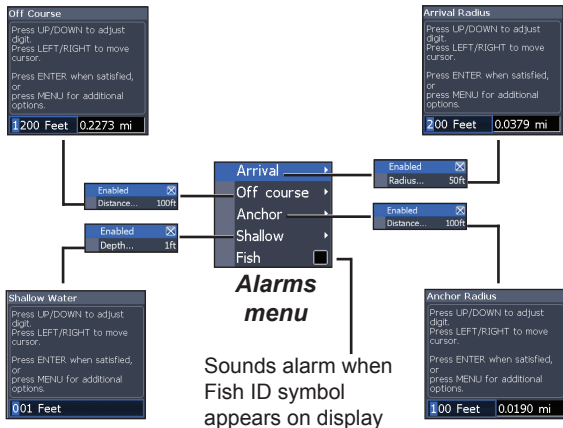 Off Course
Press UP/DOWN to adjust
digit.
Press LEFT/RIGHT to move
cursor.
Press ENTER when satisfied,
or
press MENU for additional
options.
1200 Feet 0.2273 mi
Arrival Radius
Press UP/DOWN to adjust
digit.
Press LEFT/RIGHT to move
cursor.
Press ENTER when satisfied,
or
press MENU for additional
options.
200 Feet 0.0379 mi
Enabled
Distance... 100ft
Enabled
Depth... 1ft
Arrival
Off course
Anchor
Shallow
Fish
Enabled
Radius... 50ft
Enabled
Distance... 100ft
Alarms
menu
Shallow Water
Press UP/DOWN to adjust
digit.
Press LEFT/RIGHT to move
cursor.
Press ENTER when satisfied,
or
press MENU for additional
options.
001 Feet
Sounds alarm when
Fish ID symbol
appears on display
Anchor Radius
Press UP/DOWN to adjust
digit.
Press LEFT/RIGHT to move
cursor.
Press ENTER when satisfied,
or
press MENU for additional
options.
100 Feet 0.0190 mi